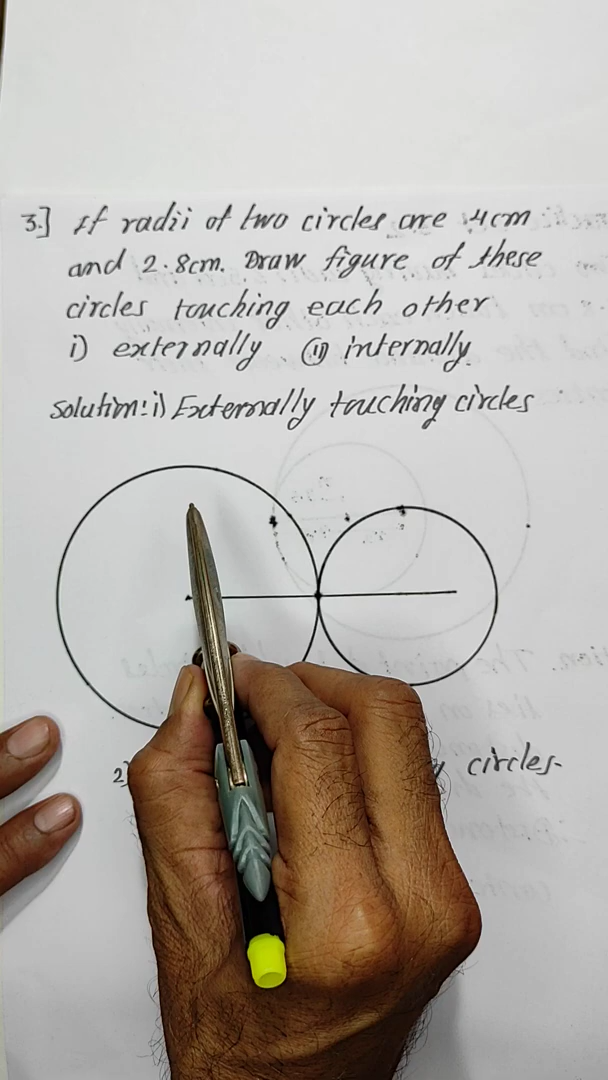 3.] If radii of two circles are 4cm
and 2.8cm. Draw figure of these
circles touching each other
i) externally (ii) internally.
Solution: i) Externally touching circles
2) circles.